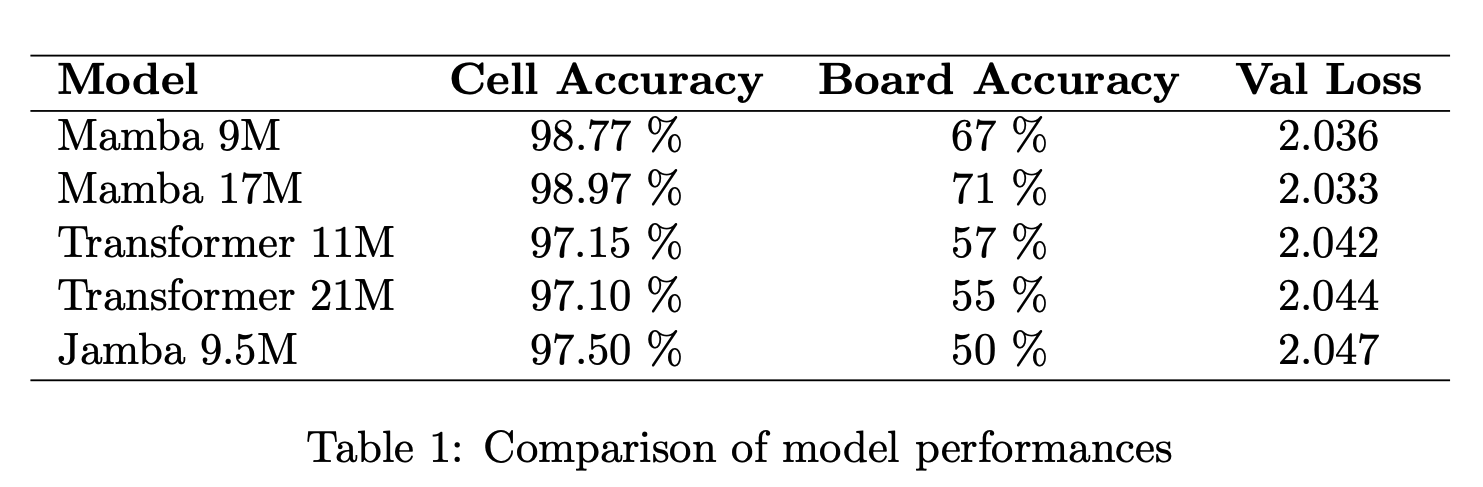 Model Cell Accuracy Board Accuracy Val Loss
Mamba 9M 98.77 % 67 % 2.036
Mamba 17M 98.97 % 71 % 2.033
Transformer 11M 97.15 % 57 % 2.042
Transformer 21M 97.10 % 55 % 2.044
Jamba 9.5M 97.50 % 50 % 2.047
Table 1: Comparison of model performances